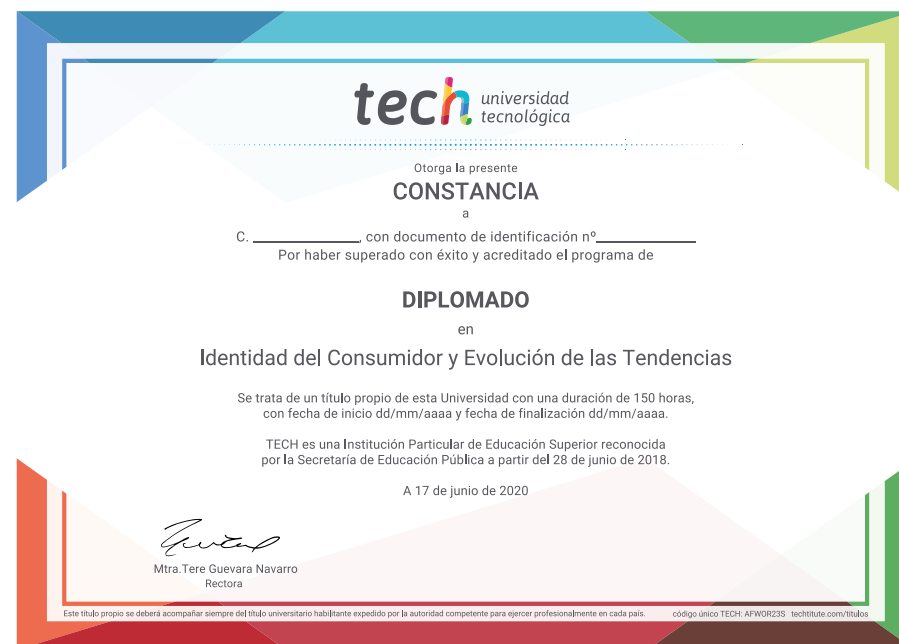 tech universidad
tecnológica
Otorga la presente
CONSTANCIA
a
C. ______________, con documento de identificación nº_____________
Por haber superado con éxito y acreditado el programa de
DIPLOMADO
en
Identidad del Consumidor y Evolución de las Tendencias
Se trata de un título propio de esta Universidad con una duración de 150 horas,
con fecha de inicio dd/mm/aaaa y fecha de finalización dd/mm/aaaa.
TECH es una Institución Particular de Educación Superior reconocida
por la Secretaría de Educación Pública a partir del 28 de junio de 2018.
A 17 de junio de 2020
Mtra.Tere Guevara Navarro
Rectora
Este título propio se deberá acompañar siempre del título universitario habilitante expedido por la autoridad competente para ejercer profesionalmente en cada país. código único TECH: AFWOR23S techtitute.com/titulos